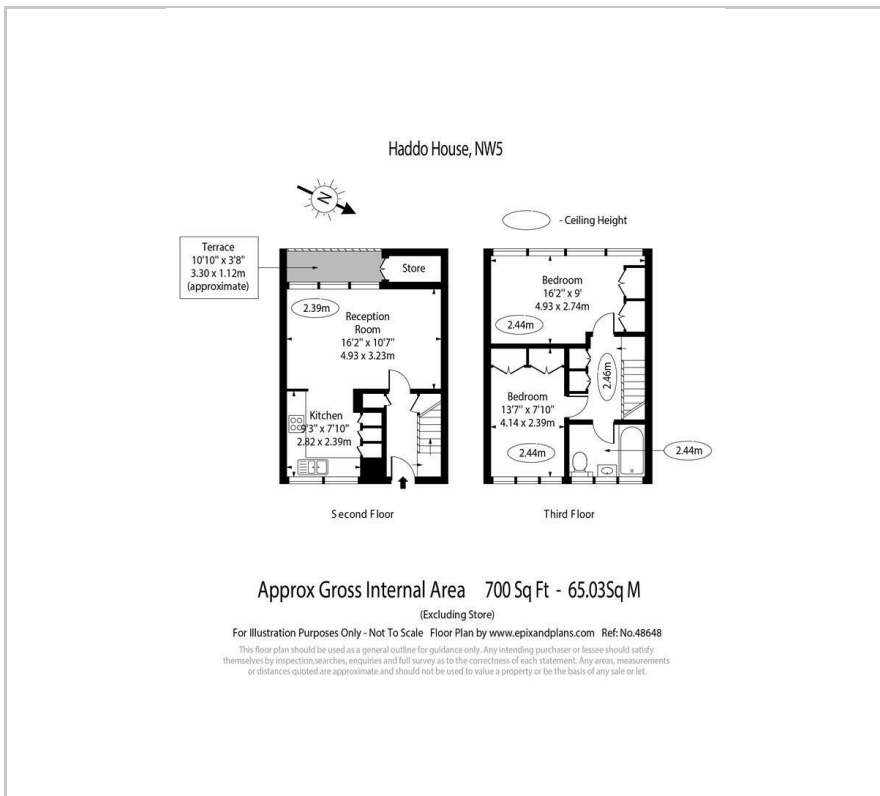 Haddo House, NW5
N
- Ceiling Height
Terrace
10'10" x 3'8"
3.30 x 1.12m
(approximate)
Store
2.39m
Reception
Room
16'2" x 10'7"
4.93 x 3.23m
Kitchen
9'3" x 7'10"
2.82 x 2.39m
Second Floor
Bedroom
16'2" x 9'
4.93 x 2.74m
2.44m
2.46m
Bedroom
13'7" x 7'10"
4.14 x 2.39m
2.44m
2.44m
Third Floor
Approx Gross Internal Area 700 Sq Ft - 65.03Sq M
(Excluding Store)
For Illustration Purposes Only - Not To Scale Floor Plan by www.epixandplans.com Ref: No.48648
This floor plan should be used as a general outline for guidance only. Any intending purchaser or lessee should satisfy
themselves by inspection,searches, enquiries and full survey as to the correctness of each statement. Any areas, measurements
or distances quoted are approximate and should not be used to value a property or be the basis of any sale or let.